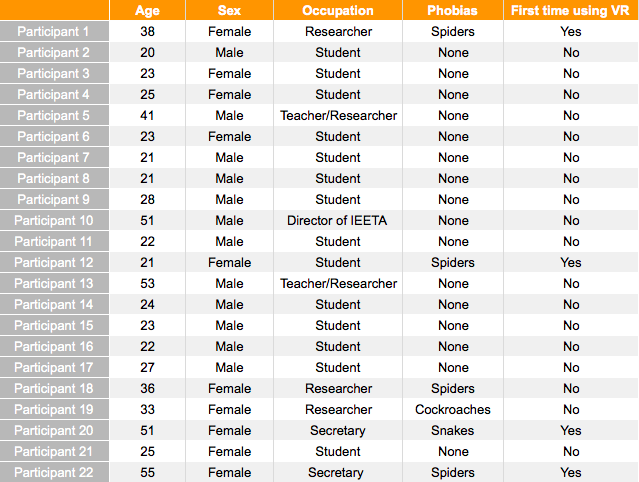 Age Sex Occupation Phobias First time using VR
Participant 1 38 Female Researcher Spiders Yes
Participant 2 20 Male Student None No
Participant 3 23 Female Student None No
Participant 4 25 Female Student None No
Participant 5 41 Male Teacher/Researcher None No
Participant 6 23 Female Student None No
Participant 7 21 Male Student None No
Participant 8 21 Male Student None No
Participant 9 28 Male Student None No
Participant 10 51 Male Director of IEETA None No
Participant 11 22 Male Student None No
Participant 12 21 Female Student Spiders Yes
Participant 13 53 Male Teacher/Researcher None No
Participant 14 24 Male Student None No
Participant 15 23 Male Student None No
Participant 16 22 Male Student None No
Participant 17 27 Male Student None No
Participant 18 36 Female Researcher Spiders No
Participant 19 33 Female Researcher Cockroaches No
Participant 20 51 Female Secretary Snakes Yes
Participant 21 25 Female Student None No
Participant 22 55 Female Secretary Spiders Yes